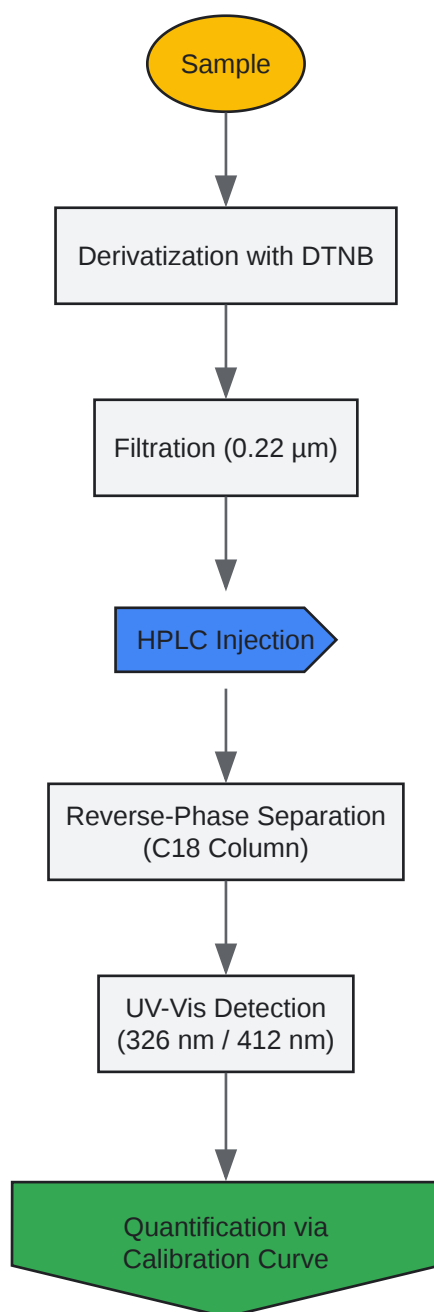 Sample
Derivatization with DTNB
Filtration (0.22 µm)
HPLC Injection
Reverse-Phase Separation
(C18 Column)
UV-Vis Detection
(326 nm / 412 nm)
Quantification via
Calibration Curve